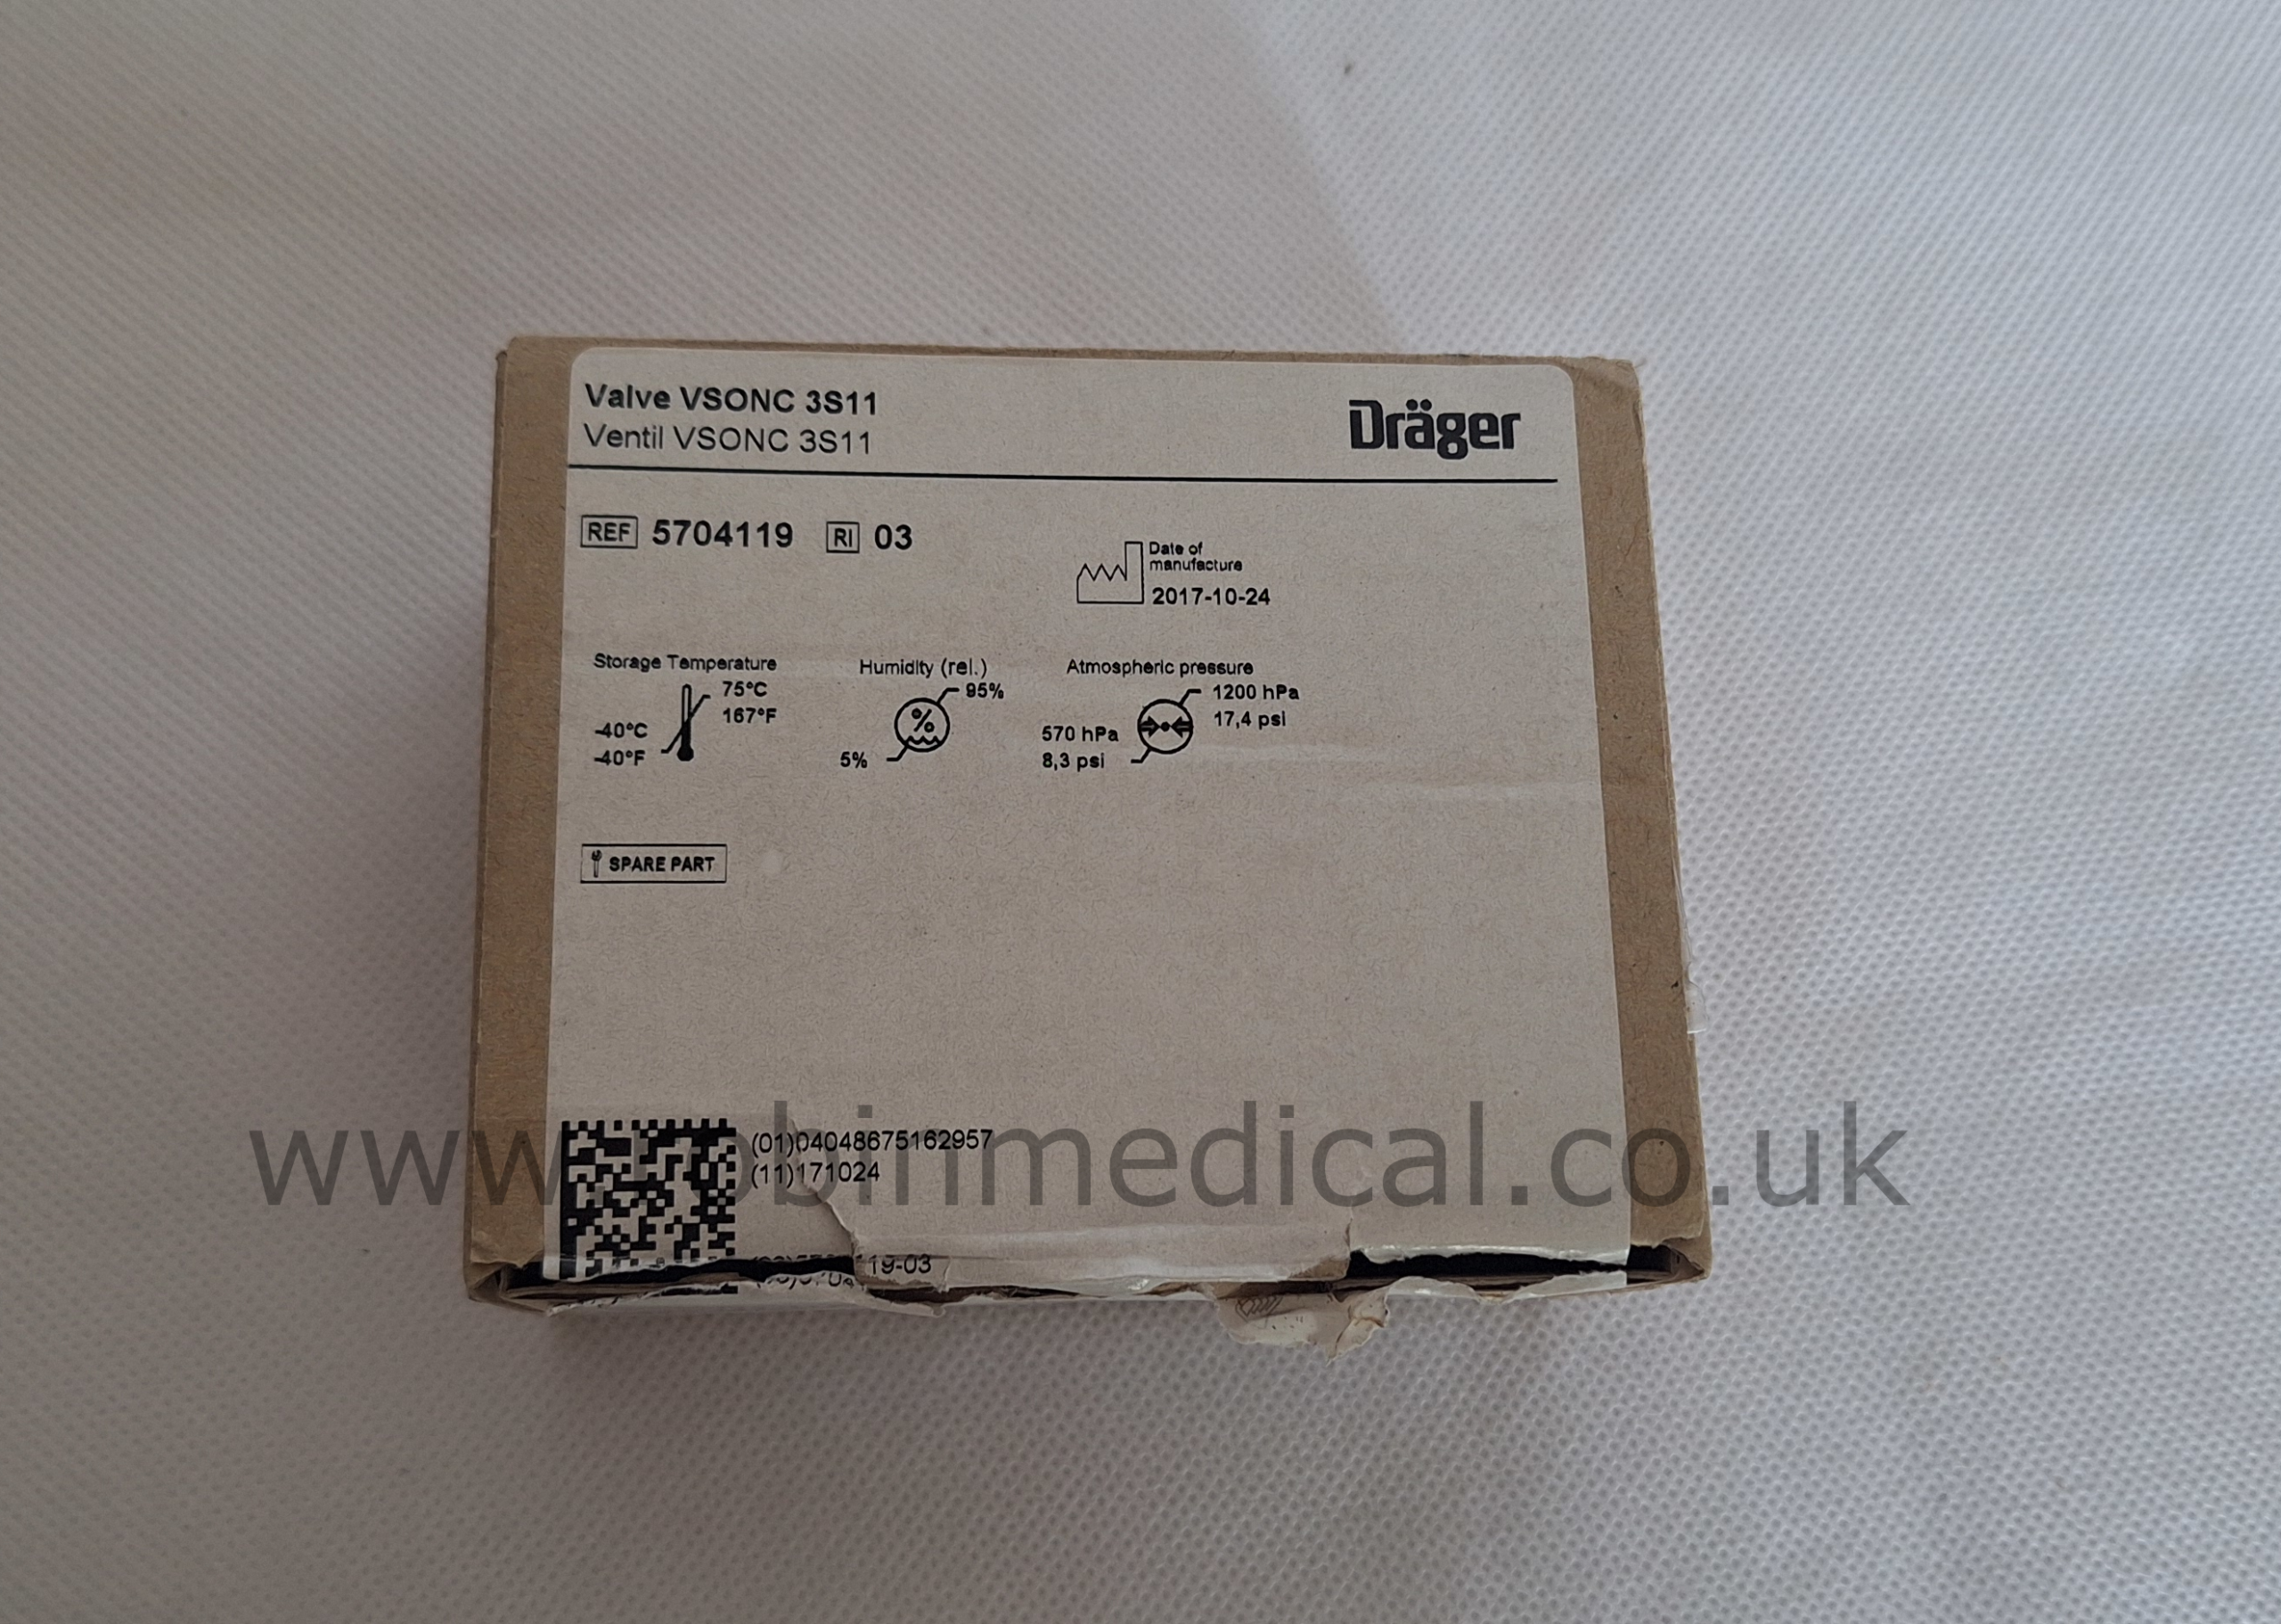 Valve VSONC 3S11
Ventil VSONC 3S11
Dräger
REF 5704119 RI 03
Date of
manufacture
2017-10-24
Storage Temperature
75°C
167°F
-40°C
-40°F
Humidity (rel.)
95%
%
5%
Atmospheric pressure
1200 hPa
17,4 psi
570 hPa
8,3 psi
SPARE PART
(01)04048675162957
(11)171024
19-03
www.robinmedical.co.uk